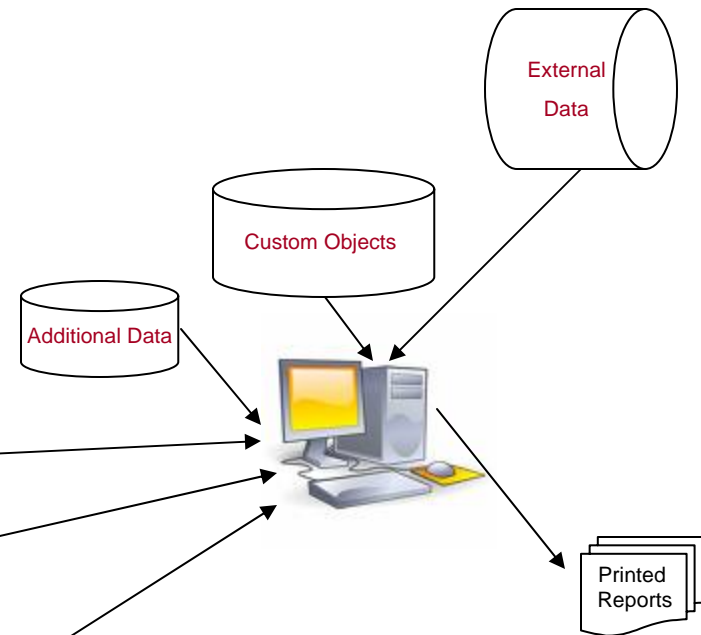 External
Data
Custom Objects
Additional Data
Printed
Reports